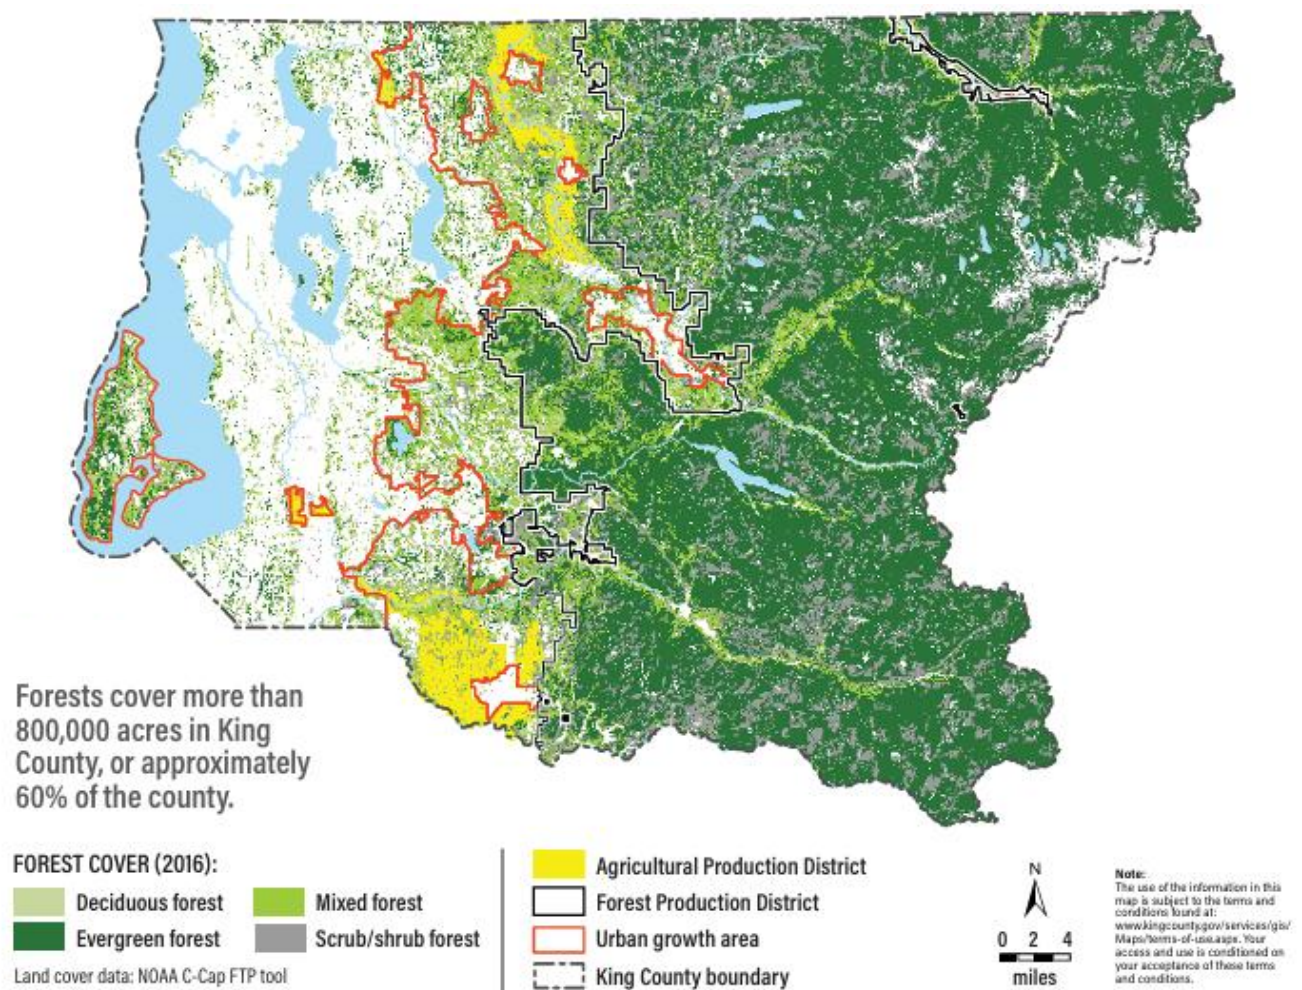 Forests cover more than
800,000 acres in King
County, or approximately
60% of the county.
FOREST COVER (2016):
Deciduous forest
Mixed forest
Evergreen forest
Scrub/shrub forest
Land cover data: NOAA C-Cap FTP tool
Agricultural Production District
Forest Production District
Urban growth area
King County boundary
N
0 2 4
miles
Note:
The use of the information in this
map is subject to the terms and
conditions found at:
www.kingcounty.gov/services/gis/
Maps/terms-of-use.aspx. Your
access and use is conditioned on
your acceptance of these terms
and conditions.